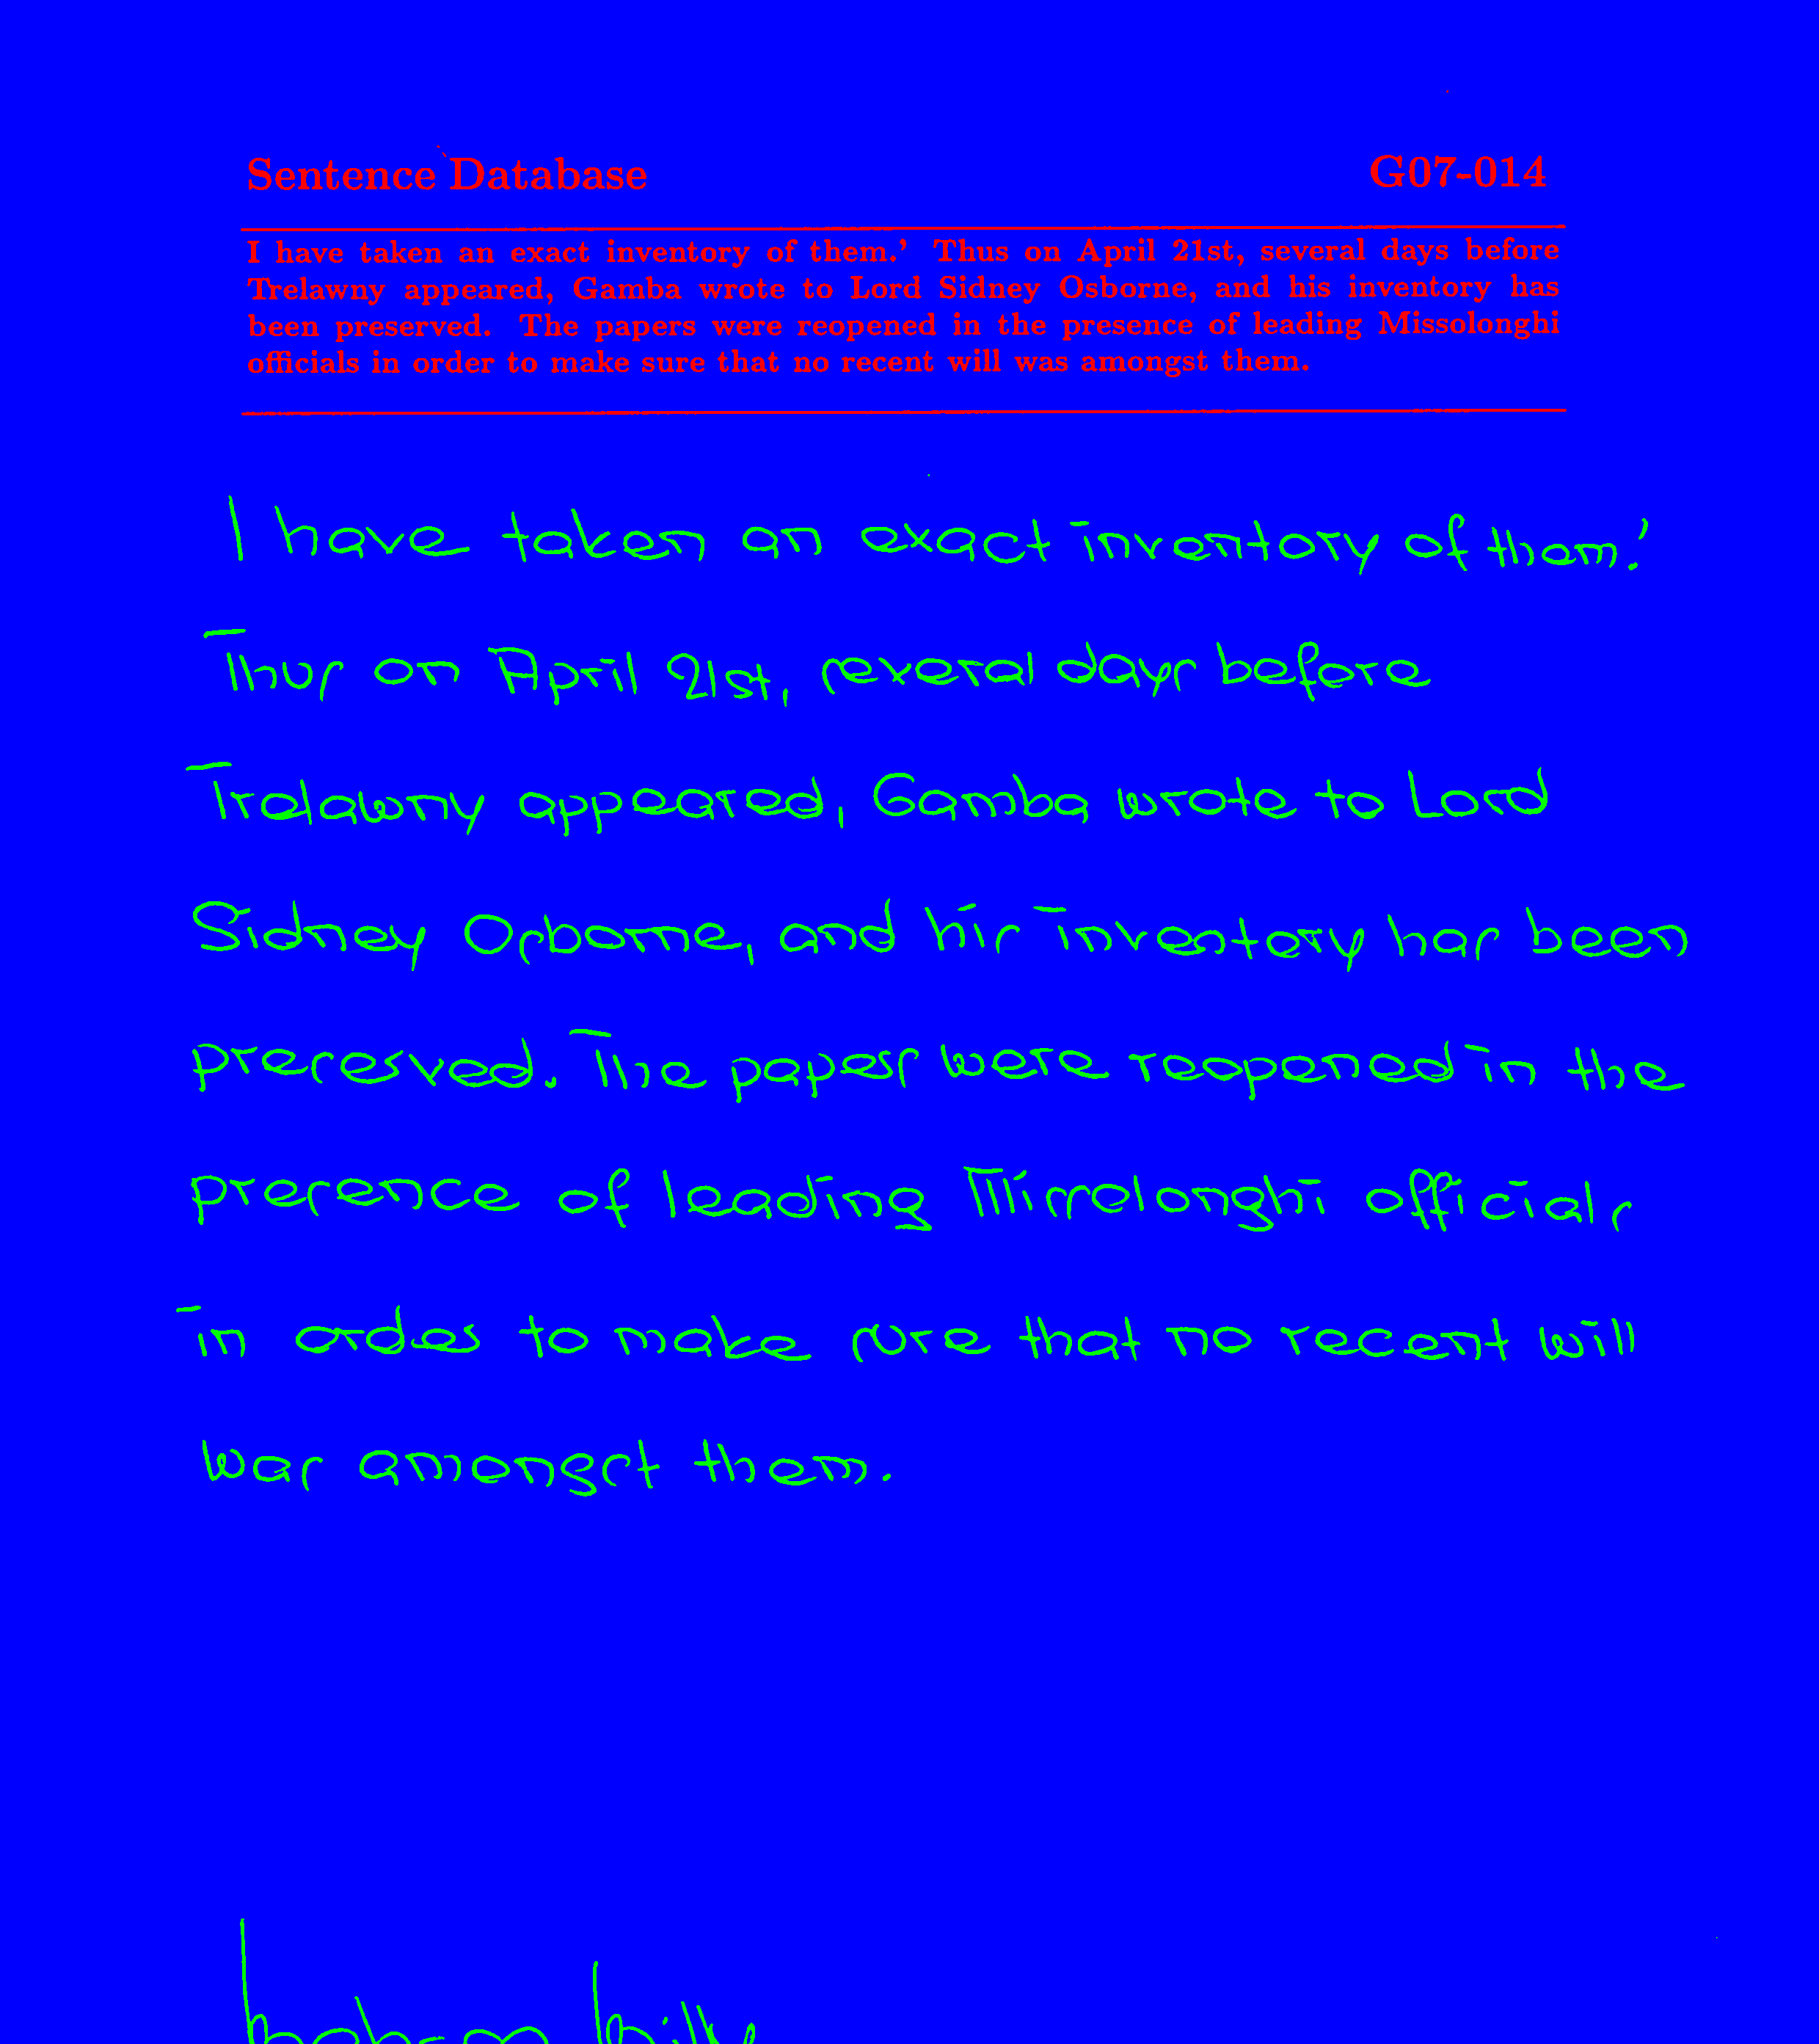 Sentence Database G07-014
I have taken an exact inventory of them.' Thus on April 21st, several days before
Trelawny appeared, Gamba wrote to Lord Sidney Osborne, and his inventory has
been preserved. The papers were reopened in the presence of leading Missolonghi
officials in order to make sure that no recent will was amongst them.
I have taken an exact inventory of them.'
Thus on April 21st, several days before
Trelawny appeared, Gamba wrote to Lord
Sidney Osborne, and his inventory has been
preserved. The papers were reopened in the
presence of leading Missolonghi officials
in order to make sure that no recent will
was amongst them.